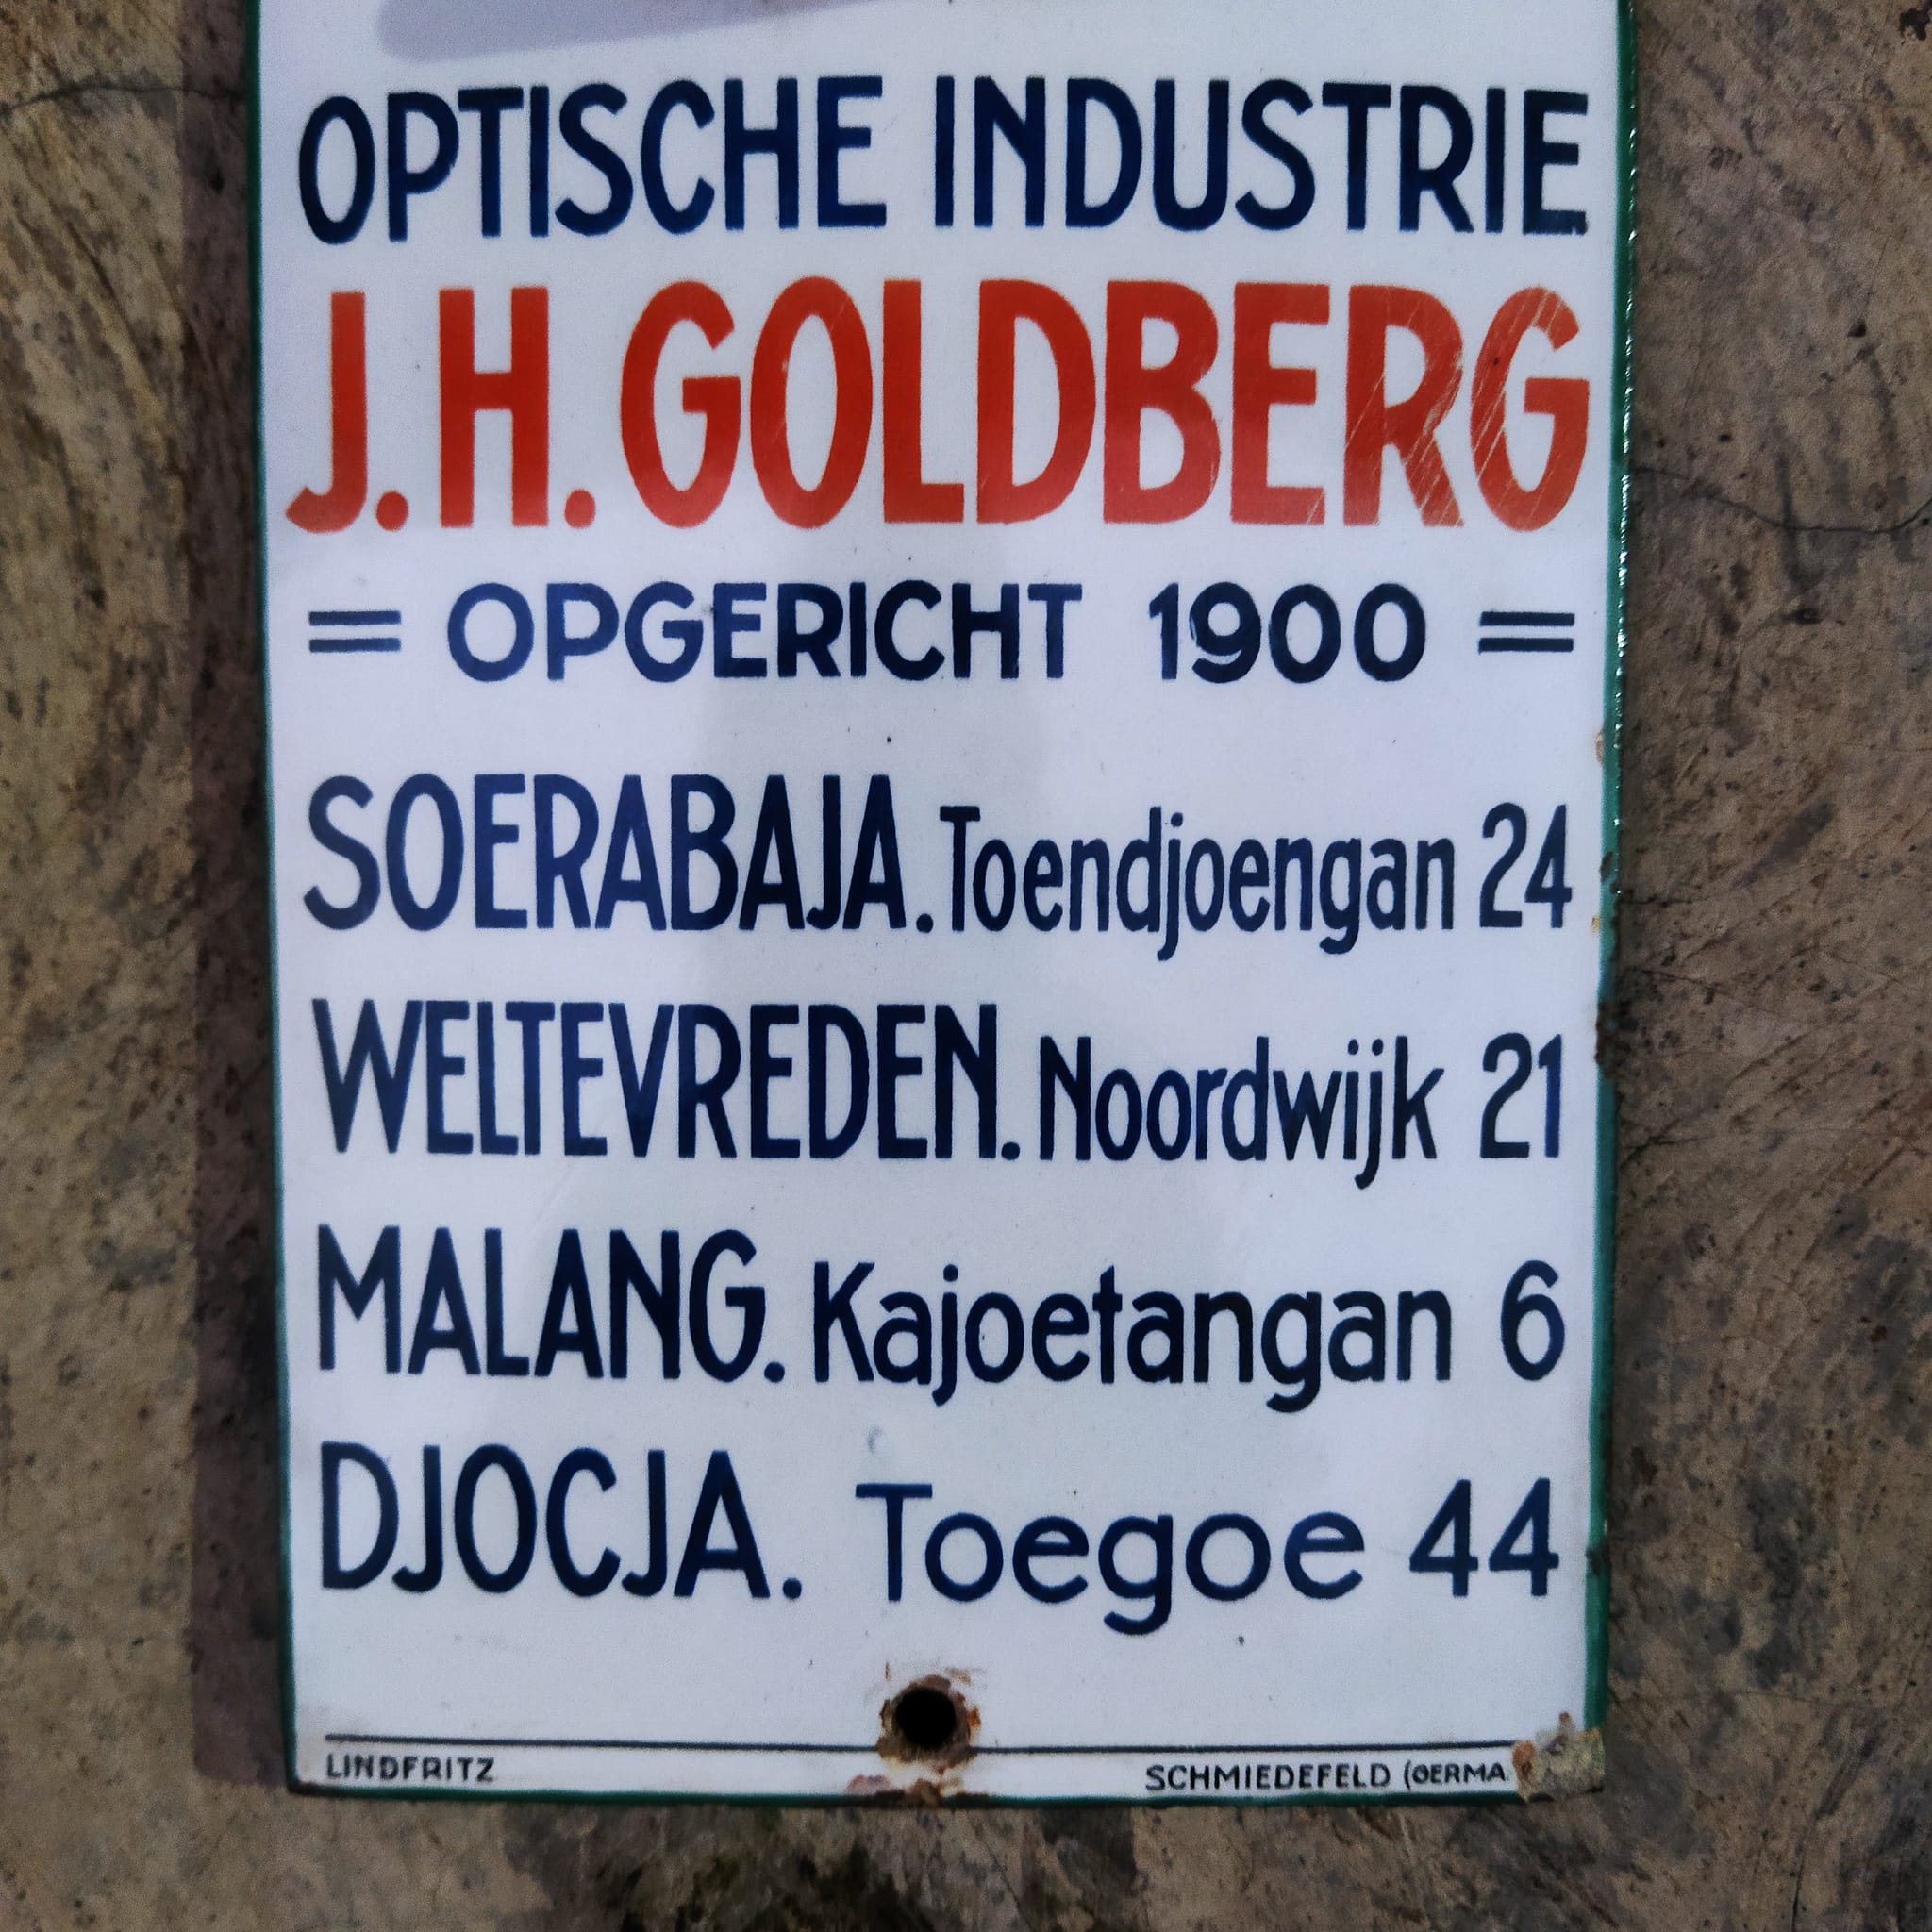 OPTISCHE INDUSTRIE
J.H. GOLDBERG
= OPGERICHT 1900 =
SOERABAJA. Toendjoengan 24
WELTEVREDEN. Noordwijk 21
MALANG. Kajoetangan 6
DJOCJA. Toegoe 44
LINDFRITZ SCHMIEDEFELD